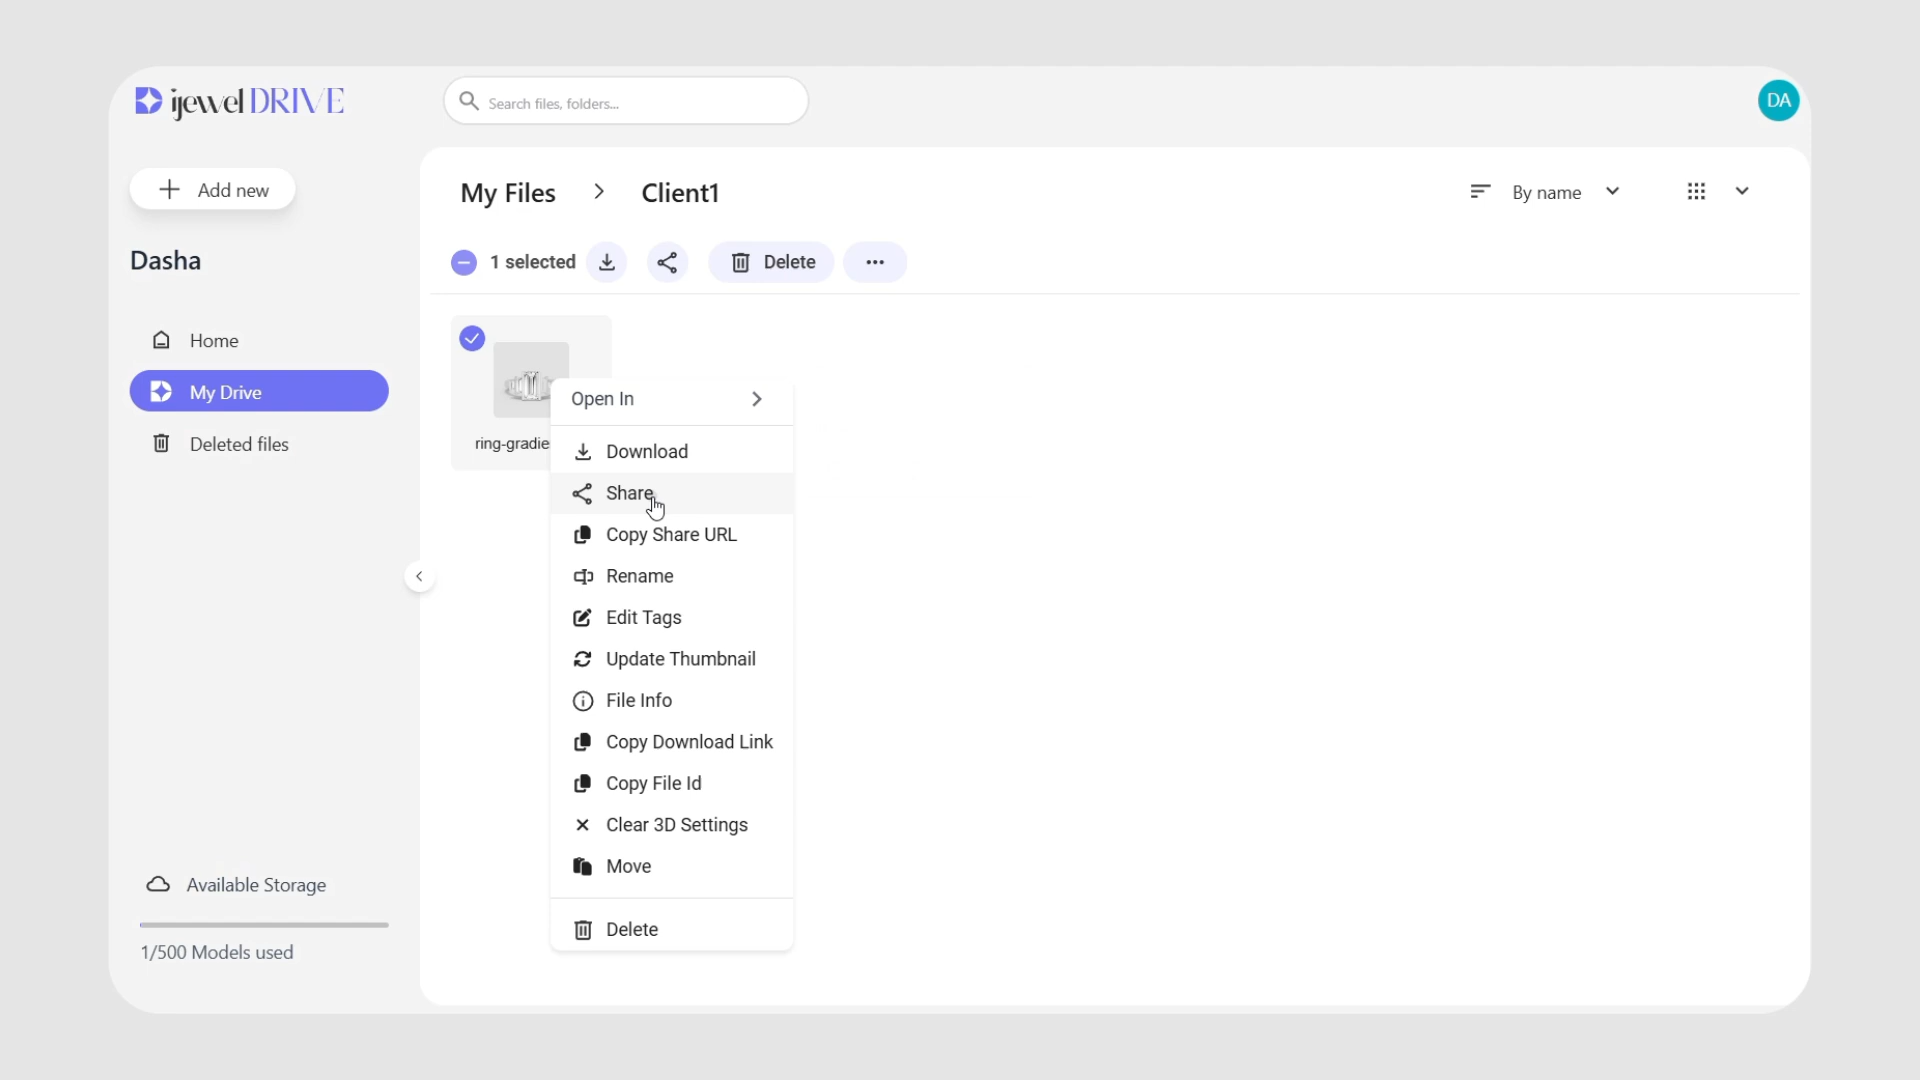 ijewel DRIVE
Search files, folders...
DA
Add new
My Files > Client1
By name
Dasha
1 selected
Delete
Home
My Drive
Deleted files
ring-gradie
Open In
Download
Share
Copy Share URL
Rename
Edit Tags
Update Thumbnail
File Info
Copy Download Link
Copy File Id
Clear 3D Settings
Move
Delete
Available Storage
1/500 Models used